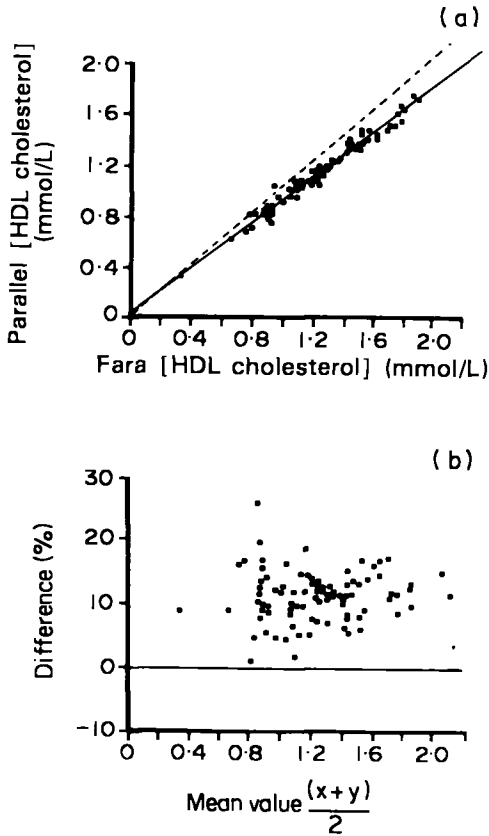 (a)
Parallel [HDL cholesterol]
(mmol/L)
2·0
1·6
1·2
0·8
0·4
0
0 0·4 0·8 1·2 1·6 2·0
Fara [HDL cholesterol] (mmol/L)
(b)
Difference (%)
30
20
10
0
−10
0 0·4 0·8 1·2 1·6 2·0
Mean value (x+y)
2